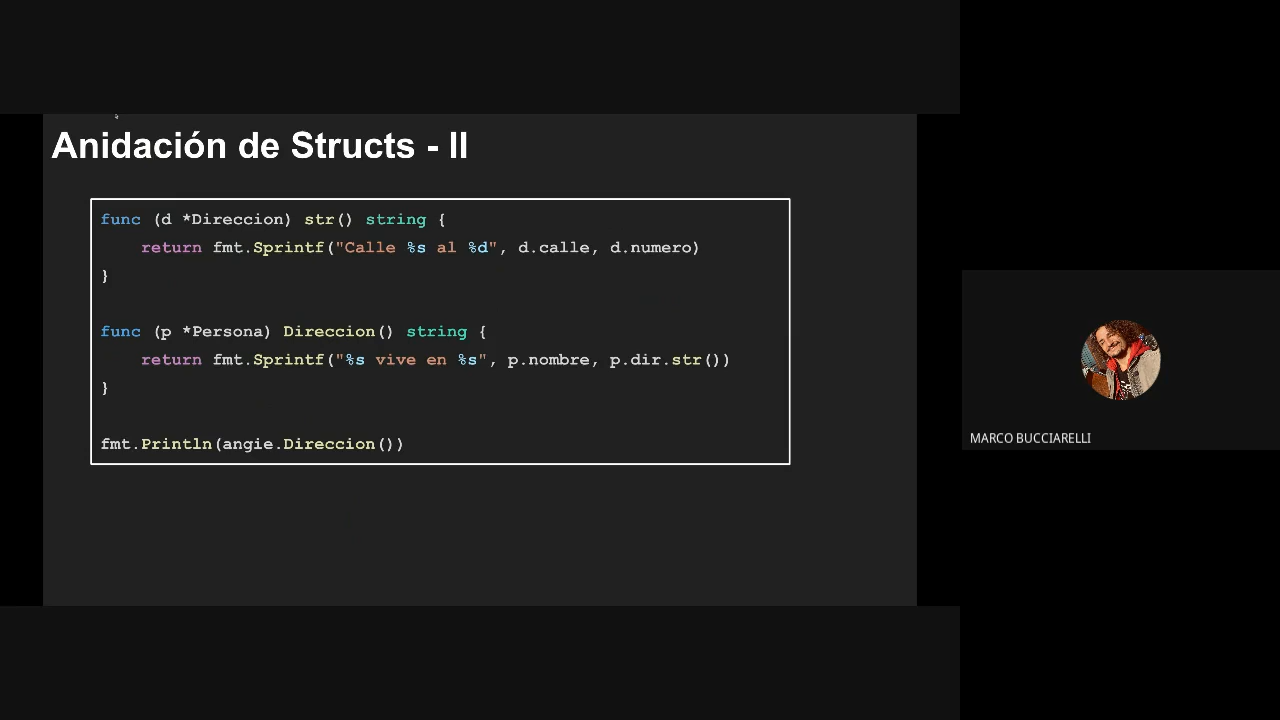 Anidación de Structs - II
func (d *Direccion) str() string {
    return fmt.Sprintf("Calle %s al %d", d.calle, d.numero)
}
func (p *Persona) Direccion() string {
    return fmt.Sprintf("%s vive en %s", p.nombre, p.dir.str())
}
fmt.Println(angie.Direccion())
MARCO BUCCIARELLI